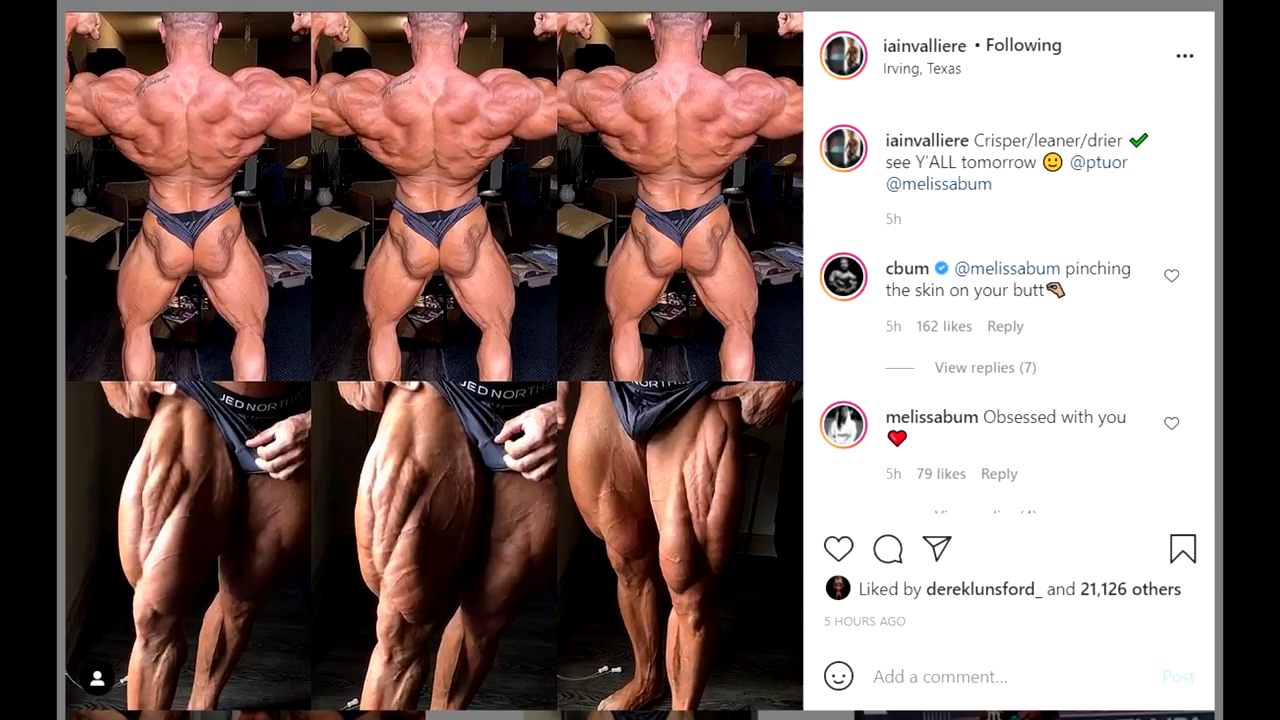 iainvalliere • Following
Irving, Texas
iainvalliere Crisper/leaner/drier ✔
see Y'ALL tomorrow 🙂 @ptuor
@melissabum
5h
cbum @melissabum pinching
the skin on your butt🤏
5h 162 likes Reply
View replies (7)
melissabum Obsessed with you
❤️
5h 79 likes Reply
Liked by dereklunsford_ and 21,126 others
5 HOURS AGO
Add a comment... Post
JED NORTH
JED NORTH